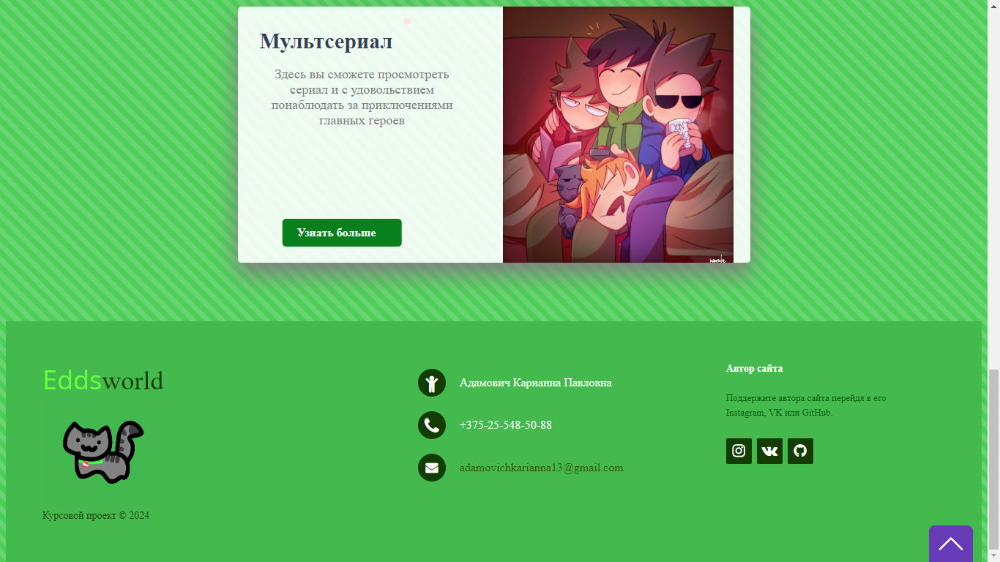 Мультсериал
Здесь вы сможете просмотреть
сериал и с удовольствием
понаблюдать за приключениями
главных героев
Узнать больше
DON'T
Eddsworld
Курсовой проект © 2024
Адамович Карианна Павловна
+375-25-548-50-88
adamovichkarianna13@gmail.com
Автор сайта
Поддержите автора сайта перейдя в его
Instagram, VK или GitHub.